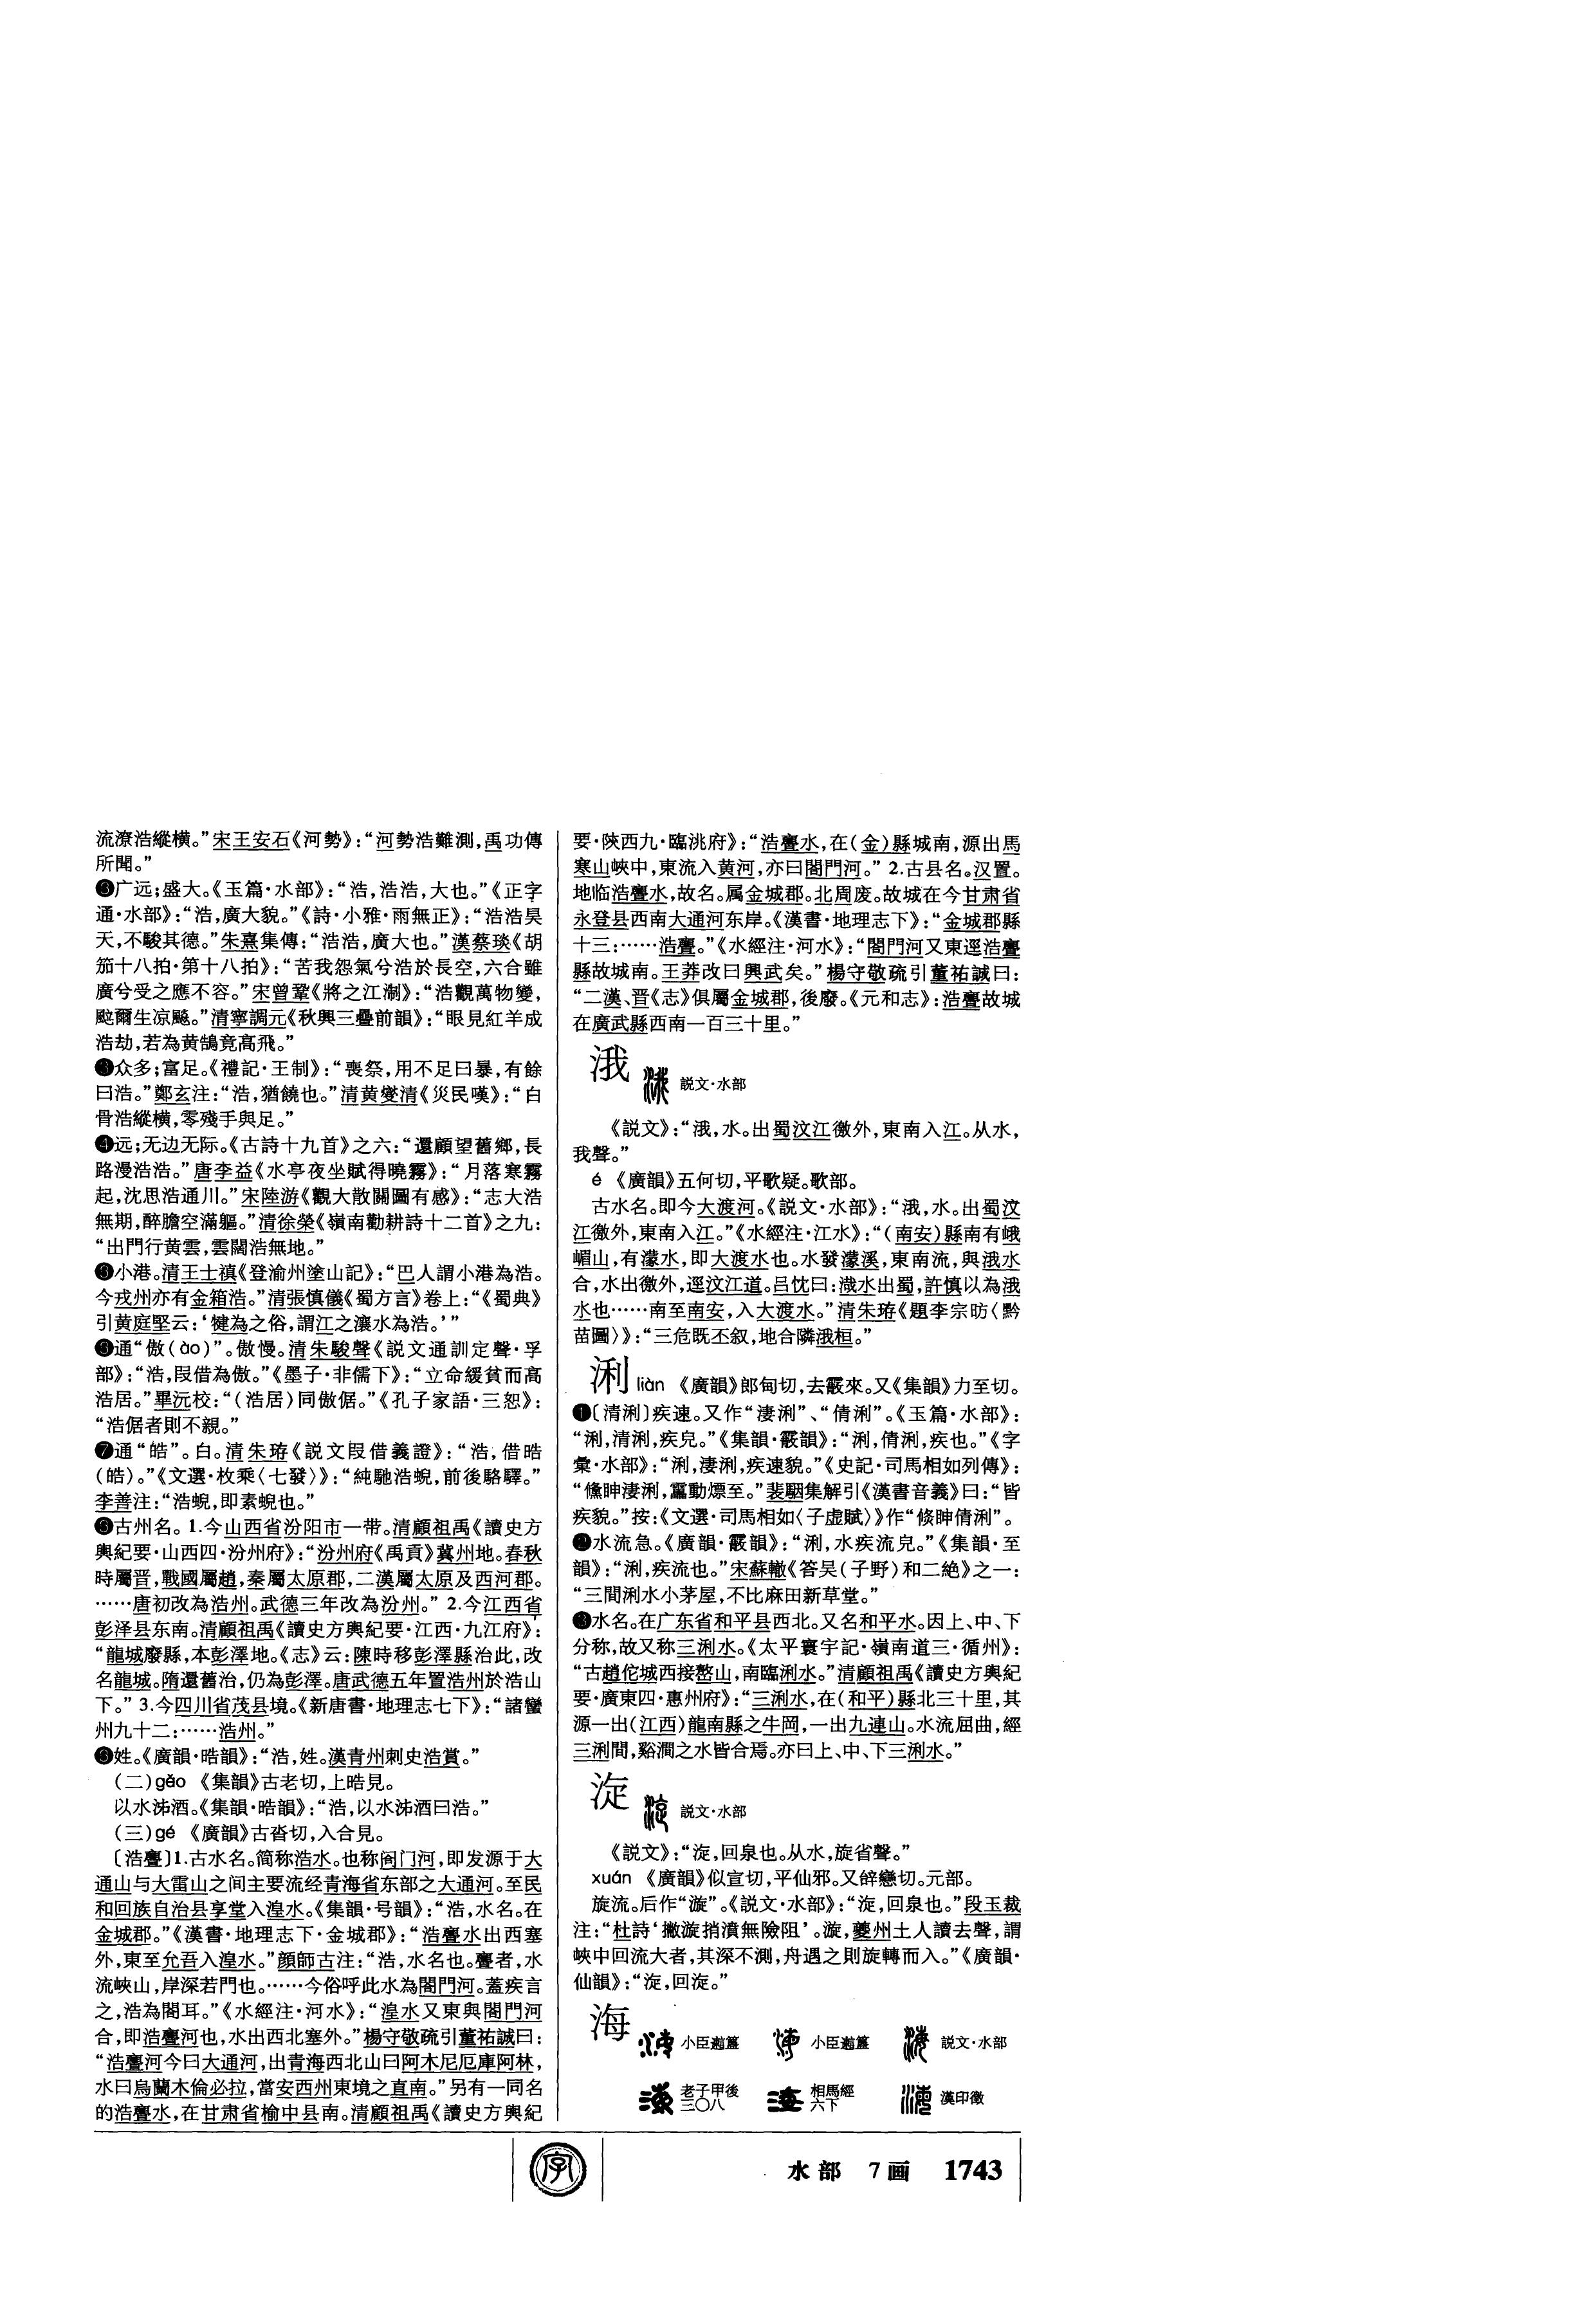 流潦浩縱横。”宋王安石《河勢》：“河勢浩難測，禹功傳
所聞。”
❸广远；盛大。《玉篇·水部》：“浩，浩浩，大也。”《正字
通·水部》：“浩，廣大貌。”《詩·小雅·雨無正》：“浩浩昊
天，不駿其德。”朱熹集傳：“浩浩，廣大也。”漢蔡琰《胡
笳十八拍·第十八拍》：“苦我怨氣兮浩於長空，六合雖
廣兮受之應不容。”宋曾鞏《將之江淛》：“浩觀萬物變，
颭爾生凉飈。”清寧調元《秋興三疊前韻》：“眼見紅羊成
浩劫，若為黄鵠竟高飛。”
❸众多；富足。《禮記·王制》：“喪祭，用不足曰暴，有餘
曰浩。”鄭玄注：“浩，猶饒也。”清黄燮清《災民嘆》：“白
骨浩縱横，零殘手與足。”
❹远；无边无际。《古詩十九首》之六：“還顧望舊鄉，長
路漫浩浩。”唐李益《水亭夜坐賦得曉霧》：“月落寒霧
起，沈思浩通川。”宋陸游《觀大散關圖有感》：“志大浩
無期，醉膽空滿軀。”清徐榮《嶺南勸耕詩十二首》之九：
“出門行黄雲，雲闊浩無地。”
❺小港。清王士禛《登渝州塗山記》：“巴人謂小港為浩。
今戎州亦有金箱浩。”清張慎儀《蜀方言》卷上：“《蜀典》
引黄庭堅云：‘犍為之俗，謂江之瀼水為浩。’”
❻通“傲（ào）”。傲慢。清朱駿聲《説文通訓定聲·孚
部》：“浩，叚借為傲。”《墨子·非儒下》：“立命緩貧而高
浩居。”畢沅校：“（浩居）同傲倨。”《孔子家語·三恕》：
“浩倨者則不親。”
❼通“皓”。白。清朱珔《説文叚借義證》：“浩，借晧
（皓）。”《文選·枚乘〈七發〉》：“純馳浩蜺，前後駱驛。”
李善注：“浩蜺，即素蜺也。”
❽古州名。1.今山西省汾阳市一带。清顧祖禹《讀史方
輿紀要·山西四·汾州府》：“汾州府《禹貢》冀州地。春秋
時屬晋，戰國屬趙，秦屬太原郡，二漢屬太原及西河郡。
……唐初改為浩州。武德三年改為汾州。” 2.今江西省
彭泽县东南。清顧祖禹《讀史方輿紀要·江西·九江府》：
“龍城廢縣，本彭澤地。《志》云：陳時移彭澤縣治此，改
名龍城。隋還舊治，仍為彭澤。唐武德五年置浩州於浩山
下。” 3.今四川省茂县境。《新唐書·地理志七下》：“諸蠻
州九十二：……浩州。”
❾姓。《廣韻·晧韻》：“浩，姓。漢青州刺史浩賞。”
（二）gǎo 《集韻》古老切，上晧見。
以水泲酒。《集韻·晧韻》：“浩，以水泲酒曰浩。”
（三）gé 《廣韻》古沓切，入合見。
〔浩亹〕1.古水名。简称浩水。也称阁门河，即发源于大
通山与大雷山之间主要流经青海省东部之大通河。至民
和回族自治县享堂入湟水。《集韻·号韻》：“浩，水名。在
金城郡。”《漢書·地理志下·金城郡》：“浩亹水出西塞
外，東至允吾入湟水。”顔師古注：“浩，水名也。亹者，水
流峽山，岸深若門也。……今俗呼此水為閤門河。蓋疾言
之，浩為閤耳。”《水經注·河水》：“湟水又東與閤門河
合，即浩亹河也，水出西北塞外。”楊守敬疏引董祐誠曰：
“浩亹河今曰大通河，出青海西北山曰阿木尼厄庫阿林，
水曰烏蘭木倫必拉，當安西州東境之直南。”另有一同名
的浩亹水，在甘肃省榆中县南。清顧祖禹《讀史方輿紀
要·陝西九·臨洮府》：“浩亹水，在（金）縣城南，源出馬
寒山峽中，東流入黄河，亦曰閤門河。” 2.古县名。汉置。
地临浩亹水，故名。属金城郡。北周废。故城在今甘肃省
永登县西南大通河东岸。《漢書·地理志下》：“金城郡縣
十三：……浩亹。”《水經注·河水》：“閤門河又東逕浩亹
縣故城南。王莽改曰興武矣。”楊守敬疏引董祐誠曰：
“二漢、晋《志》俱屬金城郡，後廢。《元和志》：浩亹故城
在廣武縣西南一百三十里。”
涐 説文·水部
《説文》：“涐，水。出蜀汶江徼外，東南入江。从水，
我聲。”
é 《廣韻》五何切，平歌疑。歌部。
古水名。即今大渡河。《説文·水部》：“涐，水。出蜀汶
江徼外，東南入江。”《水經注·江水》：“（南安）縣南有峨
嵋山，有濛水，即大渡水也。水發濛溪，東南流，與涐水
合，水出徼外，逕汶江道。吕忱曰：渽水出蜀，許慎以為涐
水也……南至南安，入大渡水。”清朱珔《題李宗昉〈黔
苗圖〉》：“三危既丕叙，地合隣涐桓。”
浰 liàn 《廣韻》郎甸切，去霰來。又《集韻》力至切。
❶〔清浰〕疾速。又作“淒浰”、“倩浰”。《玉篇·水部》：
“浰，清浰，疾皃。”《集韻·霰韻》：“浰，倩浰，疾也。”《字
彙·水部》：“浰，淒浰，疾速貌。”《史記·司馬相如列傳》：
“儵眒淒浰，靁動熛至。”裴駰集解引《漢書音義》曰：“皆
疾貌。”按：《文選·司馬相如〈子虚賦〉》作“倏眒倩浰”。
❷水流急。《廣韻·霰韻》：“浰，水疾流皃。”《集韻·至
韻》：“浰，疾流也。”宋蘇轍《答吴（子野）和二絶》之一：
“三間浰水小茅屋，不比麻田新草堂。”
❸水名。在广东省和平县西北。又名和平水。因上、中、下
分称，故又称三浰水。《太平寰宇記·嶺南道三·循州》：
“古趙佗城西接嶅山，南臨浰水。”清顧祖禹《讀史方輿紀
要·廣東四·惠州府》：“三浰水，在（和平）縣北三十里，其
源一出（江西）龍南縣之牛岡，一出九連山。水流屈曲，經
三浰間，谿澗之水皆合焉。亦曰上、中、下三浰水。”
淀 説文·水部
《説文》：“淀，回泉也。从水，旋省聲。”
xuán 《廣韻》似宣切，平仙邪。又辝戀切。元部。
旋流。后作“漩”。《説文·水部》：“淀，回泉也。”段玉裁
注：“杜詩‘撇漩捎濆無險阻’。漩，夔州土人讀去聲，謂
峽中回流大者，其深不測，舟遇之則旋轉而入。”《廣韻·
仙韻》：“淀，回淀。”
海 小臣𧫢簋 小臣𧫢簋 説文·水部
老子甲後三〇八 相馬經六下 漢印徵
字
水部 7画 1743